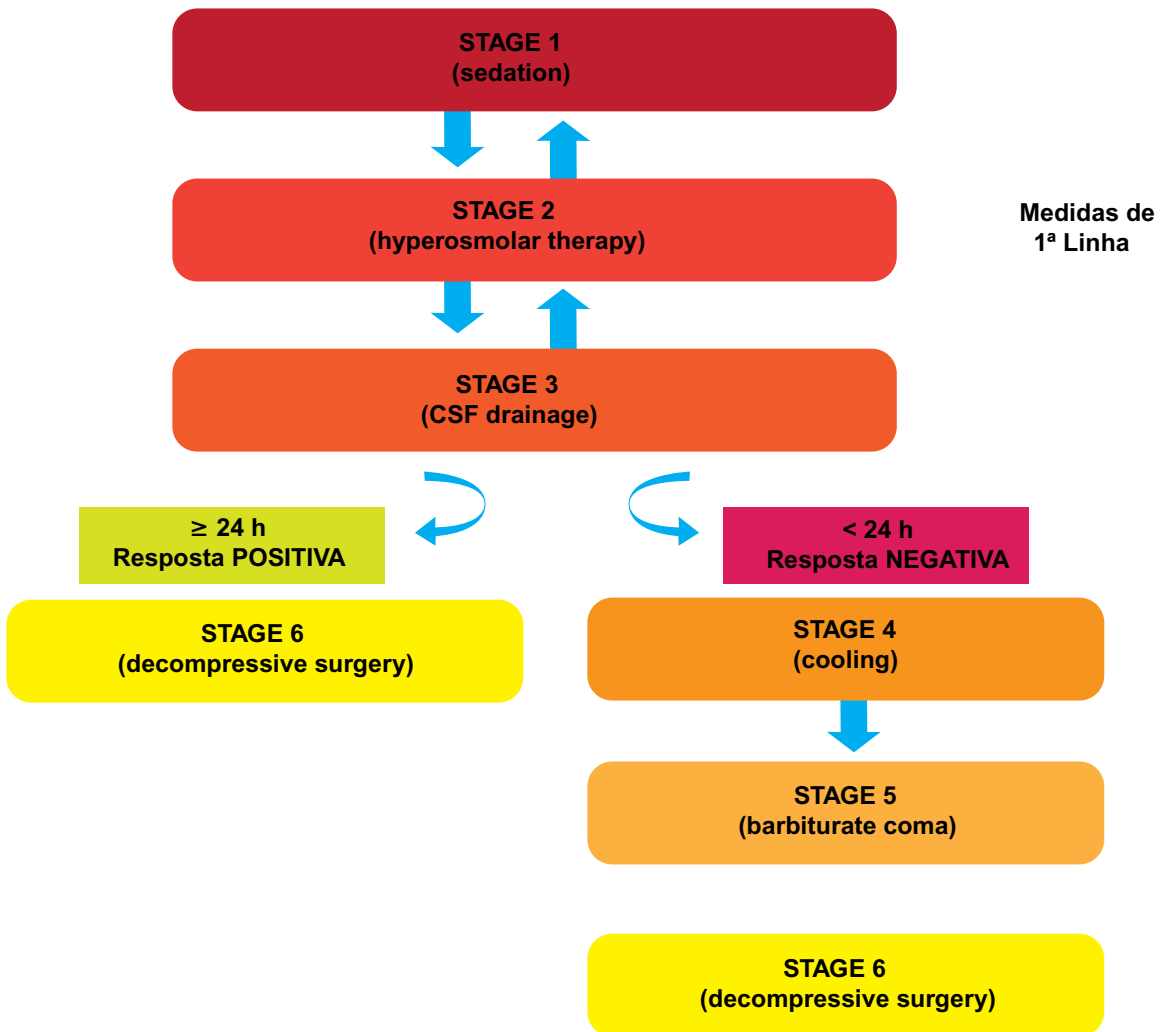 STAGE 1
(sedation)
STAGE 2
(hyperosmolar therapy)
Medidas de
1ª Linha
STAGE 3
(CSF drainage)
≥ 24 h
Resposta POSITIVA
< 24 h
Resposta NEGATIVA
STAGE 6
(decompressive surgery)
STAGE 4
(cooling)
STAGE 5
(barbiturate coma)
STAGE 6
(decompressive surgery)